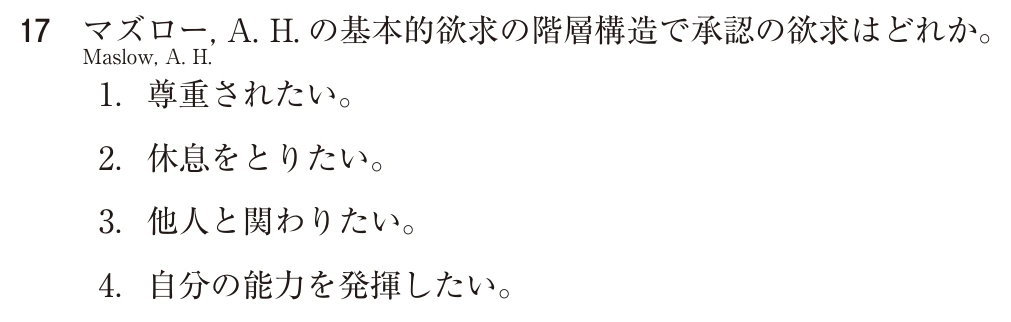 17 マズロー, A. H. の基本的欲求の階層構造で承認の欲求はどれか。
Maslow, A. H.
1. 尊重されたい。
2. 休息をとりたい。
3. 他人と関わりたい。
4. 自分の能力を発揮したい。